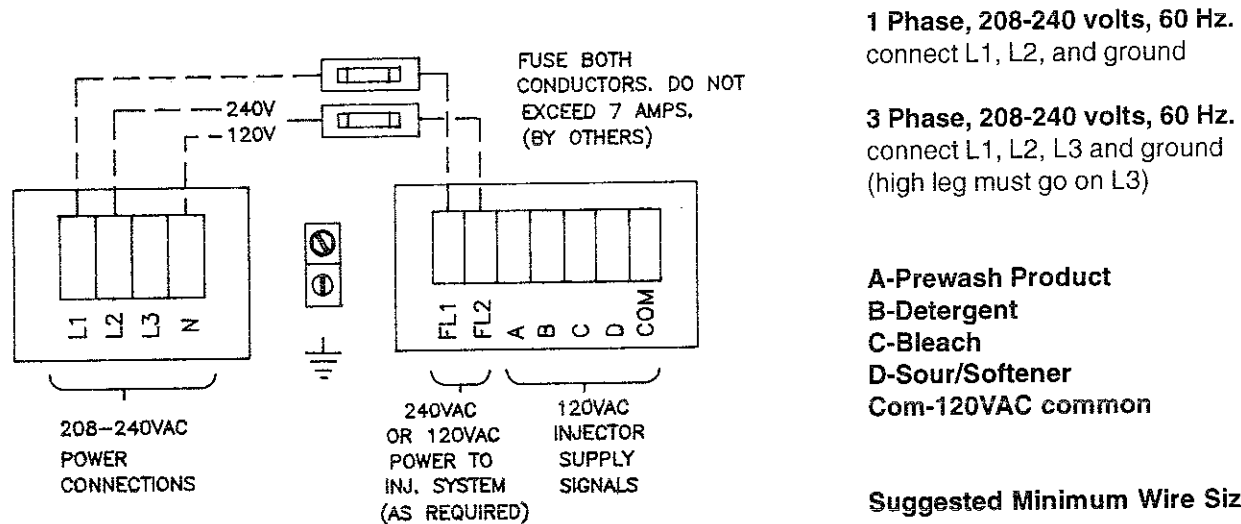 FUSE BOTH
CONDUCTORS. DO NOT
EXCEED 7 AMPS.
(BY OTHERS)
240V
120V
L1
L2
L3
N
FL1
FL2
A
B
C
D
COM
208-240VAC
POWER
CONNECTIONS
240VAC
OR 120VAC
POWER TO
INJ. SYSTEM
(AS REQUIRED)
120VAC
INJECTOR
SUPPLY
SIGNALS
1 Phase, 208-240 volts, 60 Hz.
connect L1, L2, and ground
3 Phase, 208-240 volts, 60 Hz.
connect L1, L2, L3 and ground
(high leg must go on L3)
A-Prewash Product
B-Detergent
C-Bleach
D-Sour/Softener
Com-120VAC common
Suggested Minimum Wire Siz